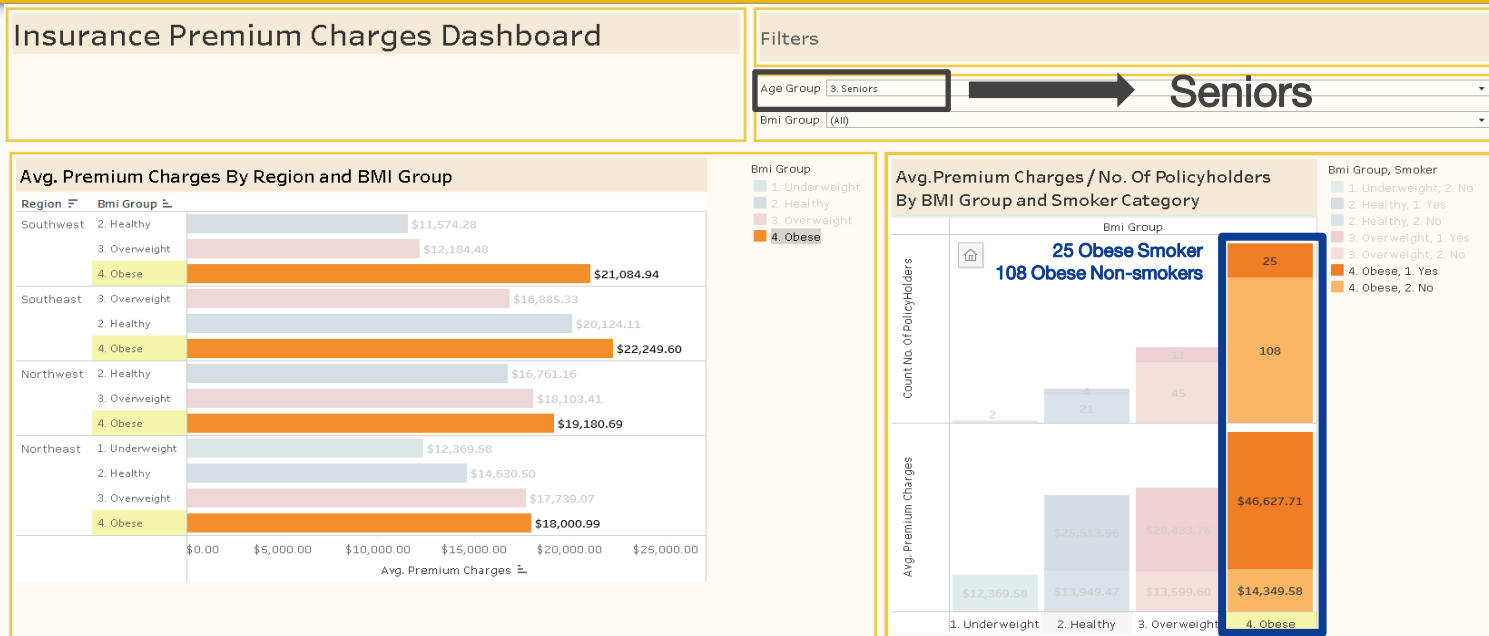 Insurance Premium Charges Dashboard
Filters
Age Group 3. Seniors
Seniors
Bmi Group (All)
Avg. Premium Charges By Region and BMI Group
Region Bmi Group
Southwest 2. Healthy $11,574.28
3. Overweight $12,184.48
4. Obese $21,084.94
Southeast 3. Overweight $16,885.33
2. Healthy $20,124.11
4. Obese $22,249.60
Northwest 2. Healthy $16,761.16
3. Overweight $18,103.41
4. Obese $19,180.69
Northeast 1. Underweight $12,369.58
2. Healthy $14,630.50
3. Overweight $17,739.07
4. Obese $18,000.99
$0.00 $5,000.00 $10,000.00 $15,000.00 $20,000.00 $25,000.00
Avg. Premium Charges
Bmi Group
1. Underweight
2. Healthy
3. Overweight
4. Obese
Avg.Premium Charges / No. Of Policyholders
By BMI Group and Smoker Category
Bmi Group
25 Obese Smoker
108 Obese Non-smokers
Count No. Of PolicyHolders
25
108
11
45
4
21
2
Avg. Premium Charges
$46,627.71
$14,349.58
$13,599.60
$25,513.96
$13,949.47
$12,369.58
1. Underweight 2. Healthy 3. Overweight 4. Obese
Bmi Group, Smoker
1. Underweight, 2. No
2. Healthy, 1. Yes
2. Healthy, 2. No
3. Overweight, 1. Yes
3. Overweight, 2. No
4. Obese, 1. Yes
4. Obese, 2. No